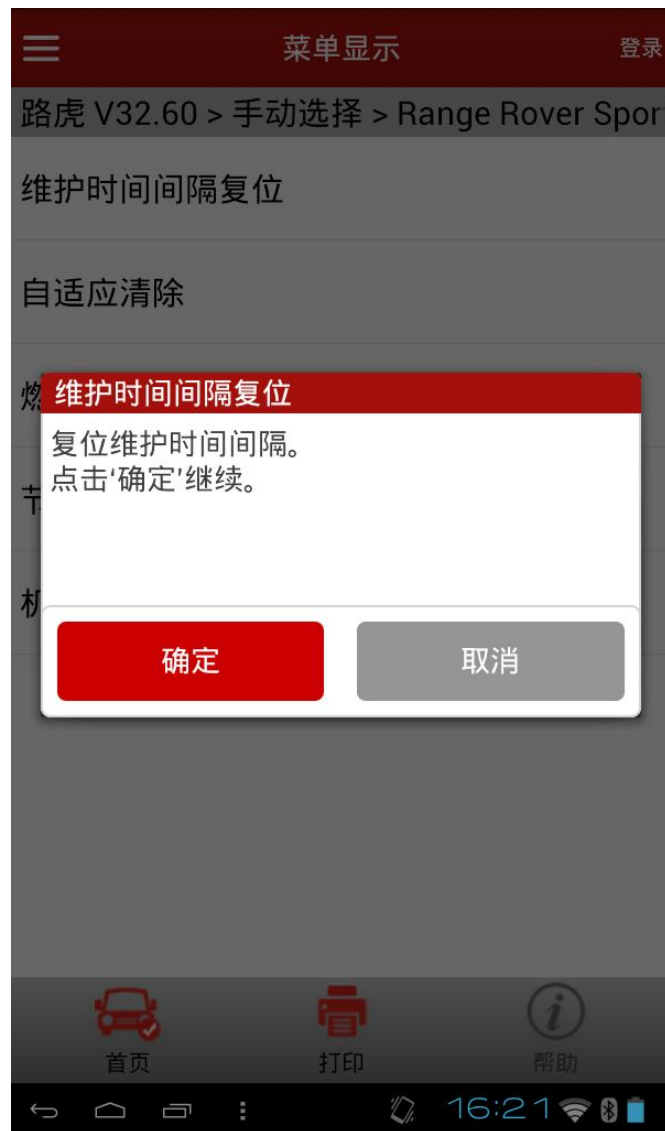 菜单显示
登录
路虎 V32.60 > 手动选择 > Range Rover Spor
维护时间间隔复位
自适应清除
燃
维护时间间隔复位
复位维护时间间隔。
点击‘确定’继续。
节
机
确定
取消
首页
打印
帮助
16:21